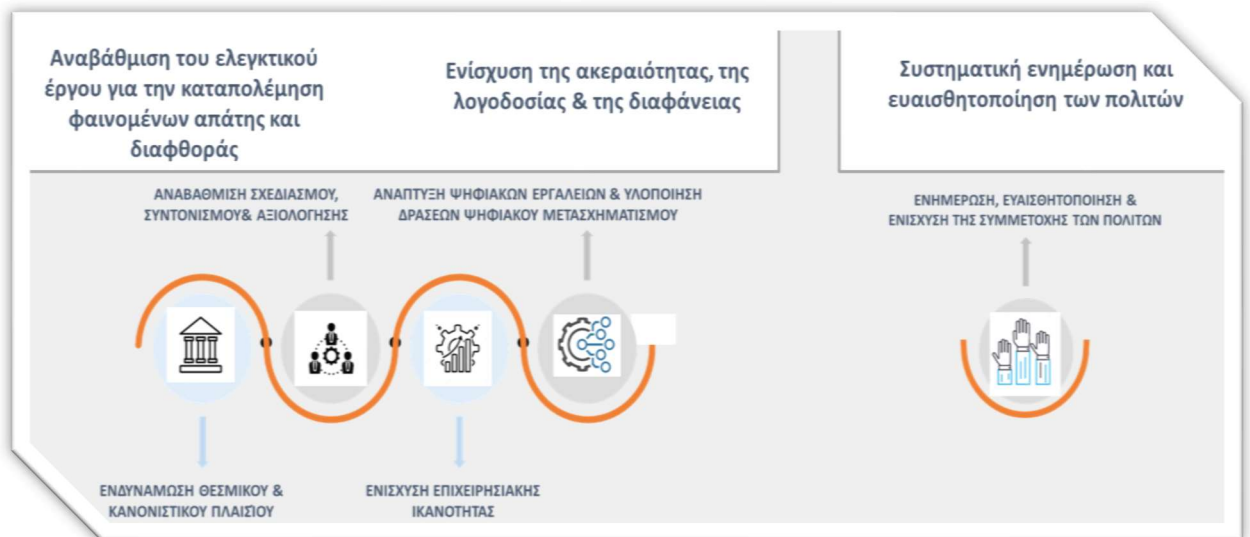 Αναβάθμιση του ελεγκτικού
έργου για την καταπολέμηση
φαινομένων απάτης και
διαφθοράς
Ενίσχυση της ακεραιότητας, της
λογοδοσίας & της διαφάνειας
Συστηματική ενημέρωση και
ευαισθητοποίηση των πολιτών
ΑΝΑΒΑΘΜΙΣΗ ΣΧΕΔΙΑΣΜΟΥ,
ΣΥΝΤΟΝΙΣΜΟΥ& ΑΞΙΟΛΟΓΗΣΗΣ
ΑΝΑΠΤΥΞΗ ΨΗΦΙΑΚΩΝ ΕΡΓΑΛΕΙΩΝ & ΥΛΟΠΟΙΗΣΗ
ΔΡΑΣΕΩΝ ΨΗΦΙΑΚΟΥ ΜΕΤΑΣΧΗΜΑΤΙΣΜΟΥ
ΕΝΗΜΕΡΩΣΗ, ΕΥΑΙΣΘΗΤΟΠΟΙΗΣΗ &
ΕΝΙΣΧΥΣΗ ΤΗΣ ΣΥΜΜΕΤΟΧΗΣ ΤΩΝ ΠΟΛΙΤΩΝ
ΕΝΔΥΝΑΜΩΣΗ ΘΕΣΜΙΚΟΥ &
ΚΑΝΟΝΙΣΤΙΚΟΥ ΠΛΑΙΣΙΟΥ
ΕΝΙΣΧΥΣΗ ΕΠΙΧΕΙΡΗΣΙΑΚΗΣ
ΙΚΑΝΟΤΗΤΑΣ